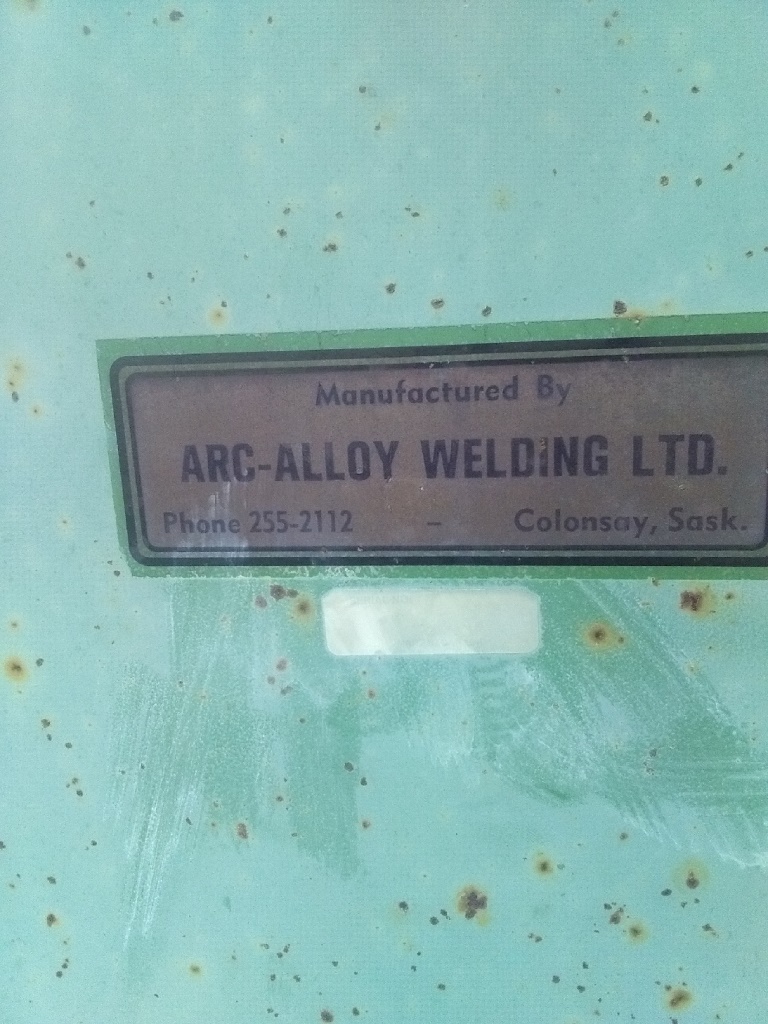 Manufactured By
ARC-ALLOY WELDING LTD.
Phone 255-2112 – Colonsay, Sask.